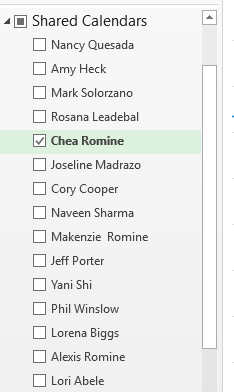 Shared Calendars
Nancy Quesada
Amy Heck
Mark Solorzano
Rosana Leadebal
Chea Romine
Joseline Madrazo
Cory Cooper
Naveen Sharma
Makenzie  Romine
Jeff Porter
Yani Shi
Phil Winslow
Lorena Biggs
Alexis Romine
Lori Abele